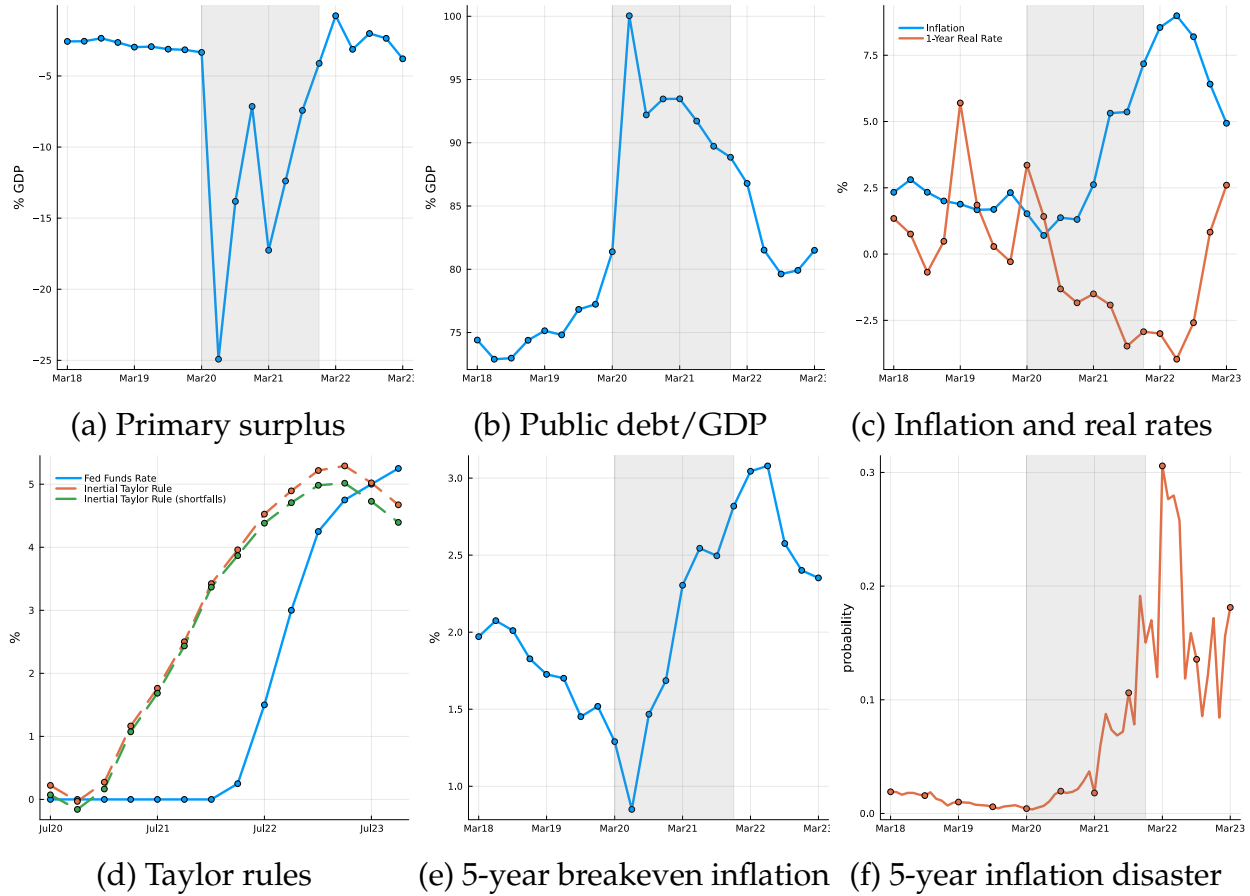 % GDP
−5
−10
−15
−20
−25
Mar18 Mar19 Mar20 Mar21 Mar22 Mar23
(a) Primary surplus
% GDP
100
95
90
85
80
75
Mar18 Mar19 Mar20 Mar21 Mar22 Mar23
(b) Public debt/GDP
Inflation
1-Year Real Rate
%
7.5
5.0
2.5
0.0
−2.5
Mar18 Mar19 Mar20 Mar21 Mar22 Mar23
(c) Inflation and real rates
Fed Funds Rate
Inertial Taylor Rule
Inertial Taylor Rule (shortfalls)
%
5
4
3
2
1
0
Jul20 Jul21 Jul22 Jul23
(d) Taylor rules
%
3.0
2.5
2.0
1.5
1.0
Mar18 Mar19 Mar20 Mar21 Mar22 Mar23
(e) 5-year breakeven inflation
probability
0.3
0.2
0.1
0.0
Mar18 Mar19 Mar20 Mar21 Mar22 Mar23
(f) 5-year inflation disaster